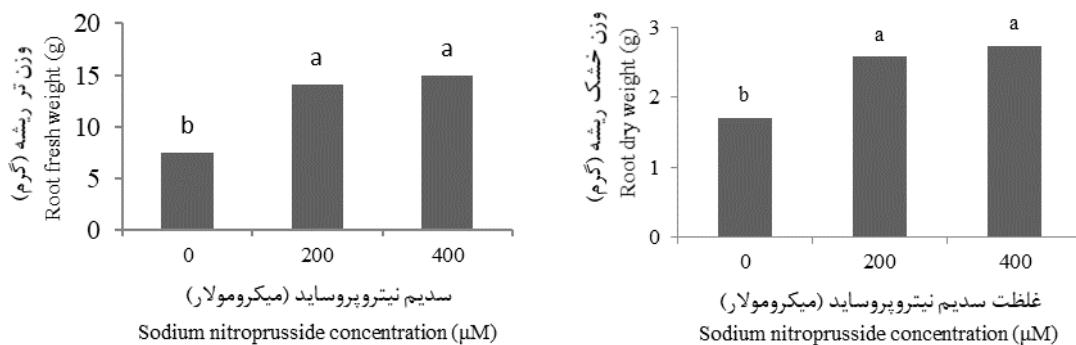 وزن تر ریشه (گرم)
Root fresh weight (g)
20
15
10
5
0
b
a
a
0
200
400
سدیم نیتروپروساید (میکرومولار)
Sodium nitroprusside concentration (µM)
وزن خشک ریشه (گرم)
Root dry weight (g)
3
2
1
0
b
a
a
0
200
400
غلظت سدیم نیتروپروساید (میکرومولار)
Sodium nitroprusside concentration (µM)